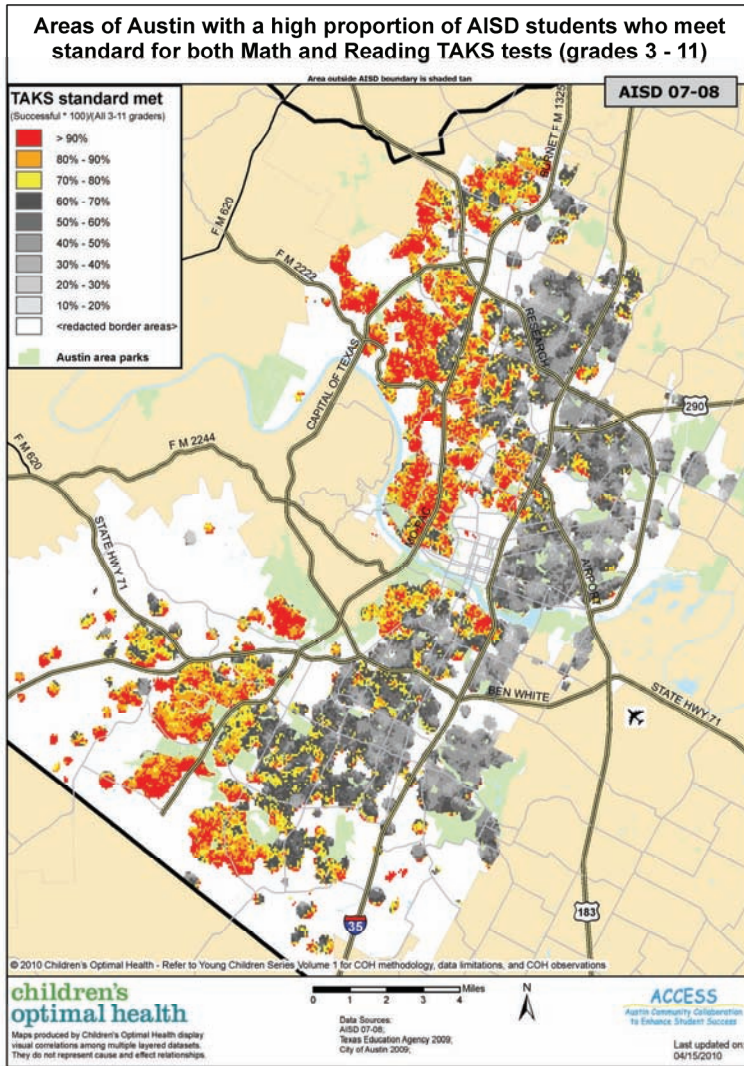 Areas of Austin with a high proportion of AISD students who meet
standard for both Math and Reading TAKS tests (grades 3 - 11)
Area outside AISD boundary is shaded tan
AISD 07-08
TAKS standard met
(Successful * 100)/(All 3-11 graders)
> 90%
80% - 90%
70% - 80%
60% - 70%
50% - 60%
40% - 50%
30% - 40%
20% - 30%
10% - 20%
<redacted border areas>
Austin area parks
BURNET F M 1325
F M 620
F M 2222
RESEARCH
CAPITAL OF TEXAS
290
F M 2244
F M 620
MOPAC
STATE HWY 71
AIRPORT
BEN WHITE
STATE HWY 71
183
35
© 2010 Children's Optimal Health - Refer to Young Children Series Volume 1 for COH methodology, data limitations, and COH observations
children's
optimal health
Maps produced by Children's Optimal Health display
visual correlations among multiple layered datasets.
They do not represent cause and effect relationships.
Miles
0 1 2 3 4
Data Sources:
AISD 07-08;
Texas Education Agency 2009;
City of Austin 2009;
N
ACCESS
Austin Community Collaboration
to Enhance Student Success
Last updated on:
04/15/2010